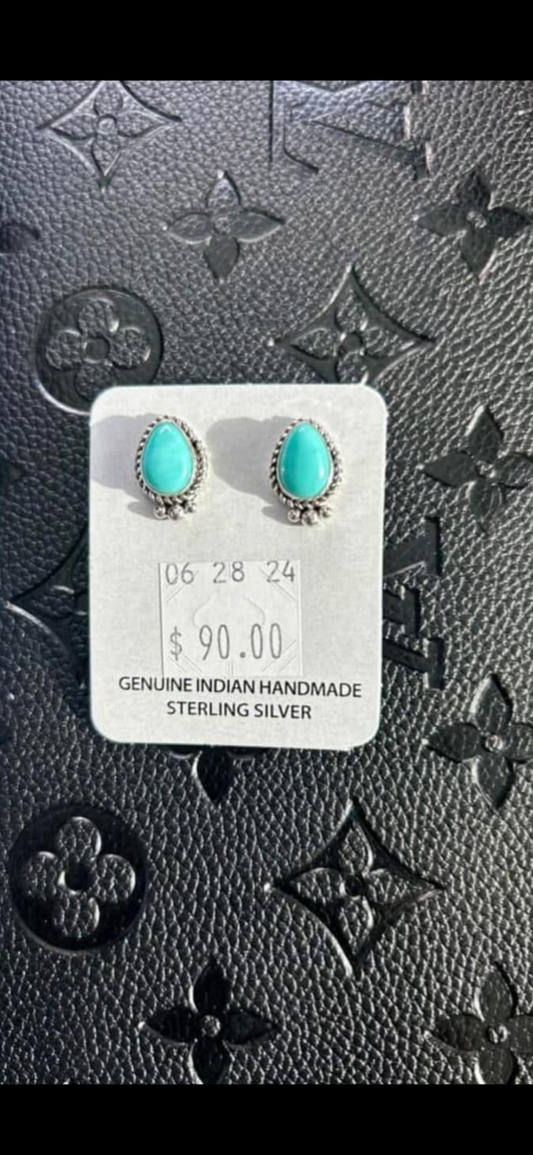 06 28 24
$ 90.00
GENUINE INDIAN HANDMADE
STERLING SILVER